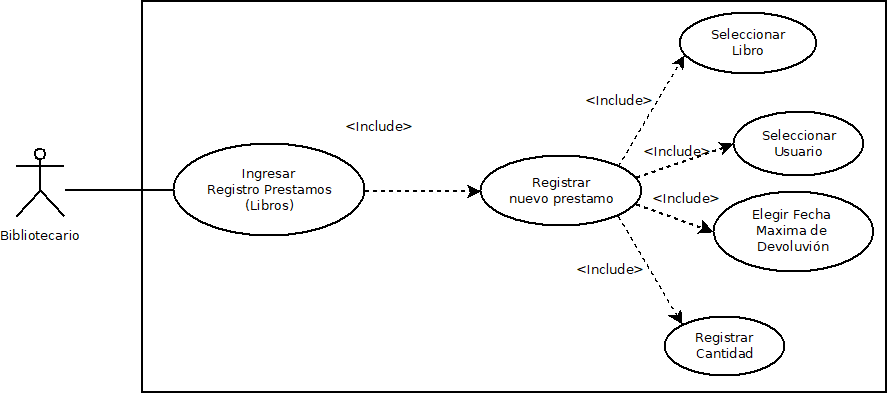 Bibliotecario
Ingresar
Registro Prestamos
(Libros)
<Include>
Registrar
nuevo prestamo
<Include>
Seleccionar
Libro
<Include>
Seleccionar
Usuario
<Include>
Elegir Fecha
Maxima de
Devoluvión
<Include>
Registrar
Cantidad